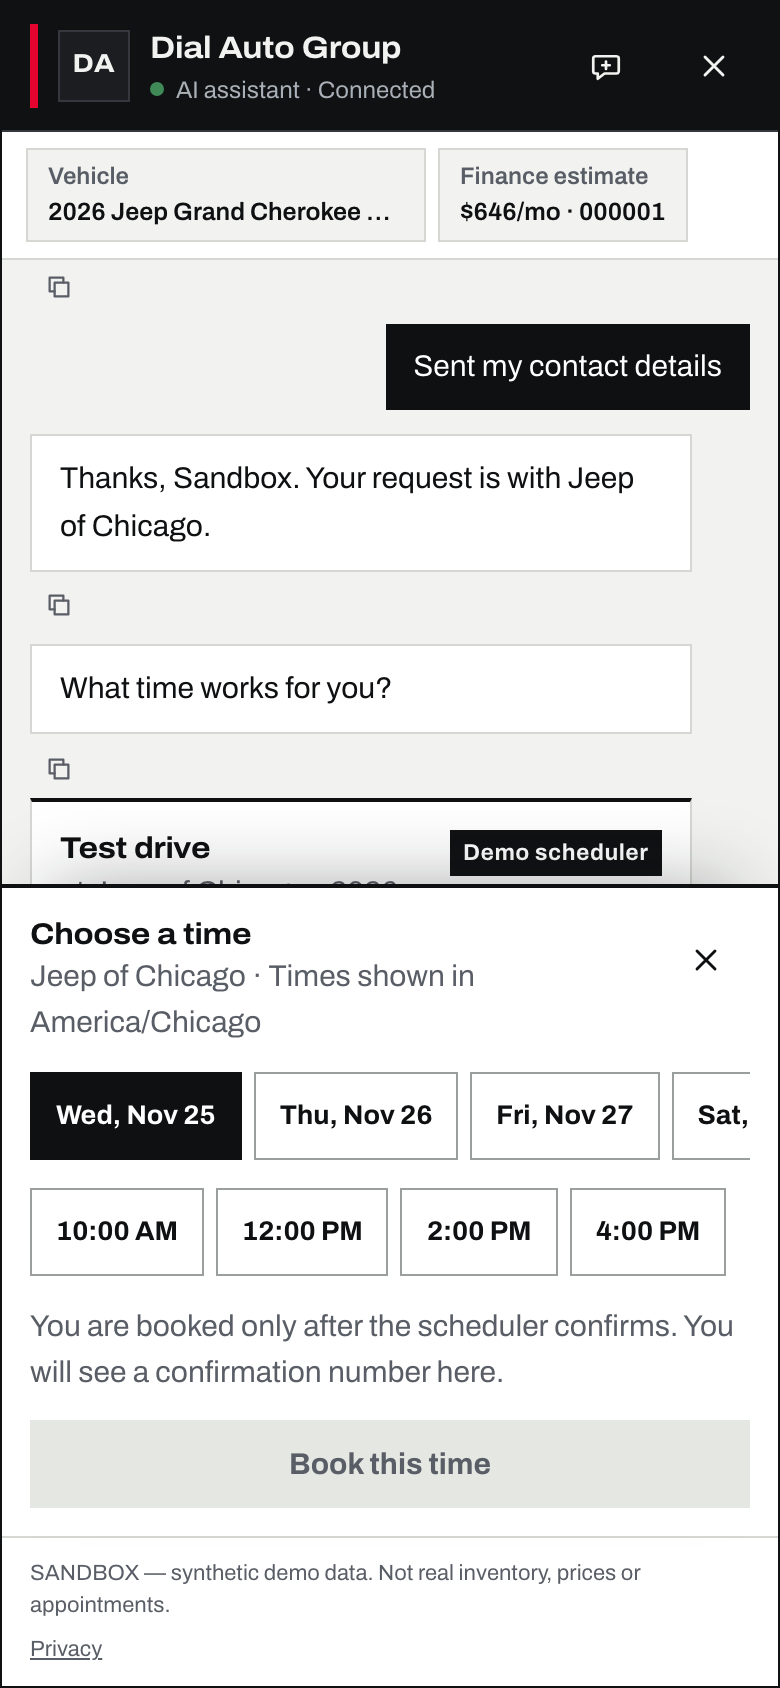 DA
Dial Auto Group
AI assistant · Connected
Vehicle
2026 Jeep Grand Cherokee ...
Finance estimate
$646/mo · 000001
Sent my contact details
Thanks, Sandbox. Your request is with Jeep
of Chicago.
What time works for you?
Test drive
Demo scheduler
Choose a time
Jeep of Chicago · Times shown in
America/Chicago
Wed, Nov 25
Thu, Nov 26
Fri, Nov 27
Sat,
10:00 AM
12:00 PM
2:00 PM
4:00 PM
You are booked only after the scheduler confirms. You
will see a confirmation number here.
Book this time
SANDBOX — synthetic demo data. Not real inventory, prices or
appointments.
Privacy